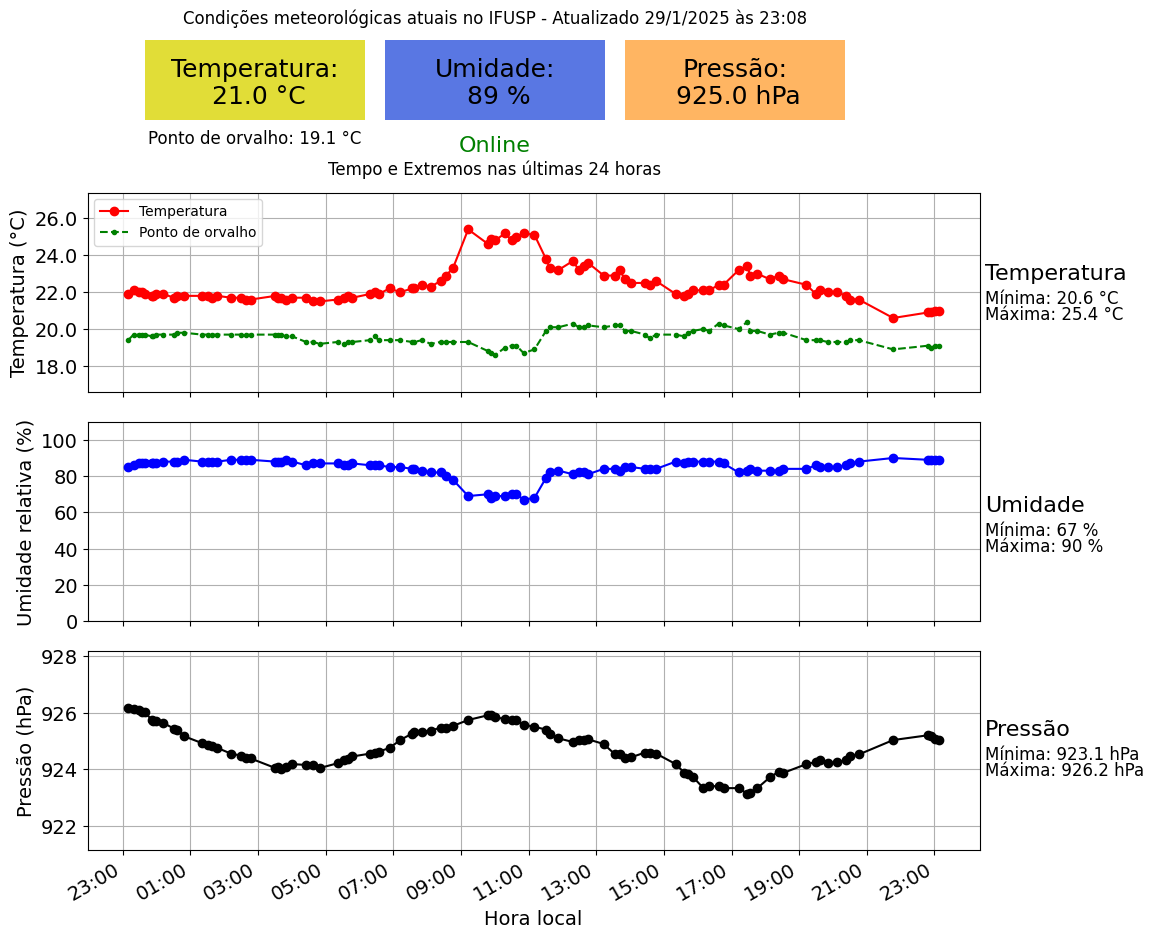 Condições meteorológicas atuais no IFUSP - Atualizado 29/1/2025 às 23:08
Temperatura:
21.0 °C
Umidade:
89 %
Pressão:
925.0 hPa
Ponto de orvalho: 19.1 °C
Online
Tempo e Extremos nas últimas 24 horas
Temperatura (°C)
26.0
24.0
22.0
20.0
18.0
Temperatura
Ponto de orvalho
Temperatura
Mínima: 20.6 °C
Máxima: 25.4 °C
Umidade relativa (%)
100
80
60
40
20
0
Umidade
Mínima: 67 %
Máxima: 90 %
Pressão (hPa)
928
926
924
922
Pressão
Mínima: 923.1 hPa
Máxima: 926.2 hPa
23:00 01:00 03:00 05:00 07:00 09:00 11:00 13:00 15:00 17:00 19:00 21:00 23:00
Hora local